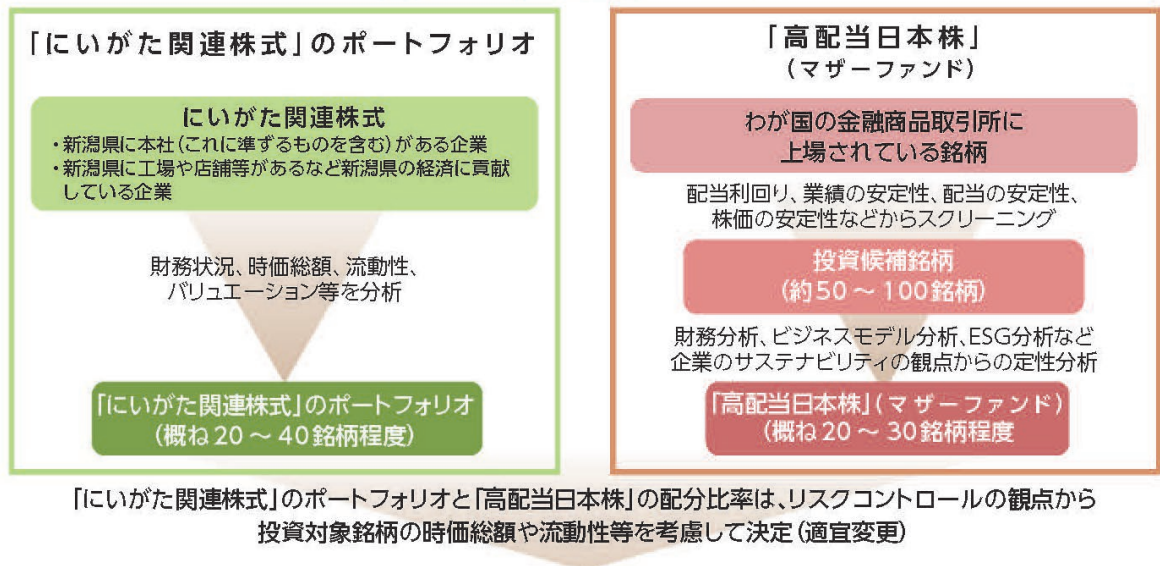 「にいがた関連株式」のポートフォリオ
にいがた関連株式
・新潟県に本社(これに準ずるものを含む)がある企業
・新潟県に工場や店舗等があるなど新潟県の経済に貢献
している企業
財務状況、時価総額、流動性、
バリュエーション等を分析
「にいがた関連株式」のポートフォリオ
(概ね20～40銘柄程度)
「高配当日本株」
(マザーファンド)
わが国の金融商品取引所に
上場されている銘柄
配当利回り、業績の安定性、配当の安定性、
株価の安定性などからスクリーニング
投資候補銘柄
(約50～100銘柄)
財務分析、ビジネスモデル分析、ESG分析など
企業のサステナビリティの観点からの定性分析
「高配当日本株」(マザーファンド)
(概ね20～30銘柄程度
「にいがた関連株式」のポートフォリオと「高配当日本株」の配分比率は、リスクコントロールの観点から
投資対象銘柄の時価総額や流動性等を考慮して決定(適宜変更)